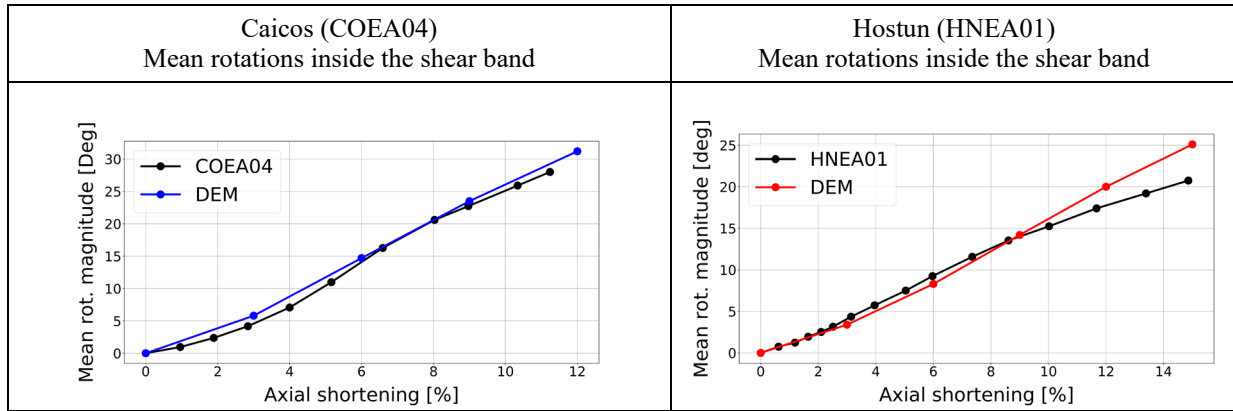 Caicos (COEA04)
Mean rotations inside the shear band
Hostun (HNEA01)
Mean rotations inside the shear band
Mean rot. magnitude [Deg]
30
25
20
15
10
5
0
COEA04
DEM
0 2 4 6 8 10 12
Axial shortening [%]
Mean rot. magnitude [deg]
25
20
15
10
5
0
HNEA01
DEM
0 2 4 6 8 10 12 14
Axial shortening [%]